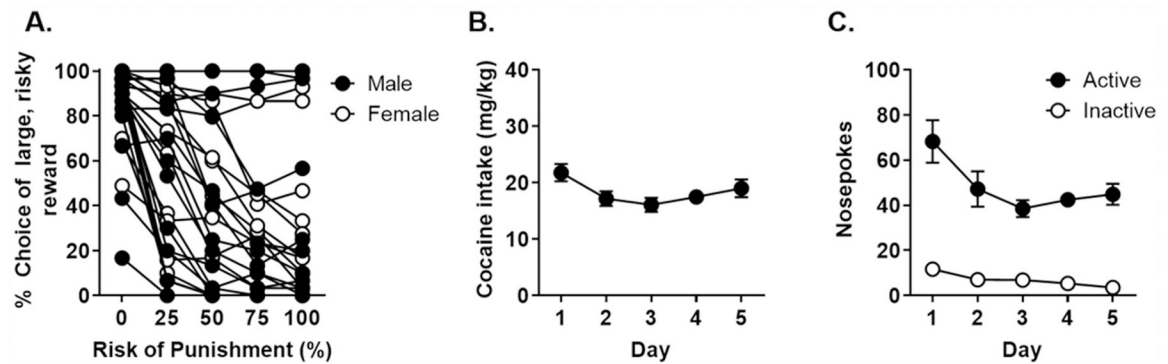 A.
% Choice of large, risky
reward
100
80
60
40
20
0
0 25 50 75 100
Risk of Punishment (%)
Male
Female
B.
Cocaine intake (mg/kg)
40
30
20
10
0
1 2 3 4 5
Day
C.
Nosepokes
100
80
60
40
20
0
1 2 3 4 5
Day
Active
Inactive